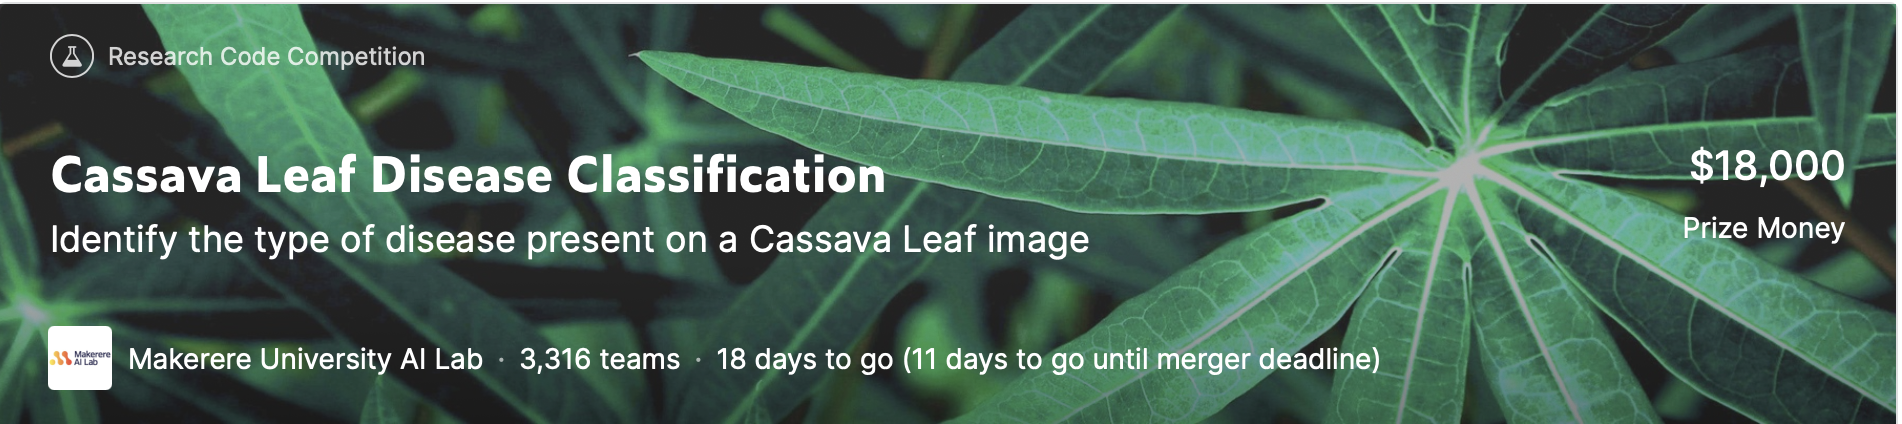 Research Code Competition
Cassava Leaf Disease Classification
Identify the type of disease present on a Cassava Leaf image
$18,000
Prize Money
Makerere AI Lab
Makerere University AI Lab · 3,316 teams · 18 days to go (11 days to go until merger deadline)